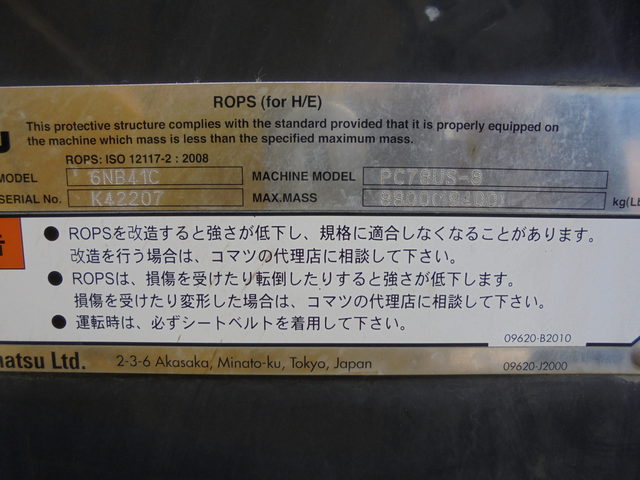 ROPS (for H/E)
This protective structure complies with the standard provided that it is properly equipped on
the machine which mass is less than the specified maximum mass.
ROPS: ISO 12117-2 : 2008
MODEL 6NB41C MACHINE MODEL PC78US-8
SERIAL No. K42207 MAX.MASS kg(LB
告
● ROPSを改造すると強さが低下し、規格に適合しなくなることがあります。
改造を行う場合は、コマツの代理店に相談して下さい。
● ROPSは、損傷を受けたり転倒したりすると強さが低下します。
損傷を受けたり変形した場合は、コマツの代理店に相談して下さい。
● 運転時は、必ずシートベルトを着用して下さい。
09620-B2010
matsu Ltd. 2-3-6 Akasaka, Minato-ku, Tokyo, Japan 09620-J2000